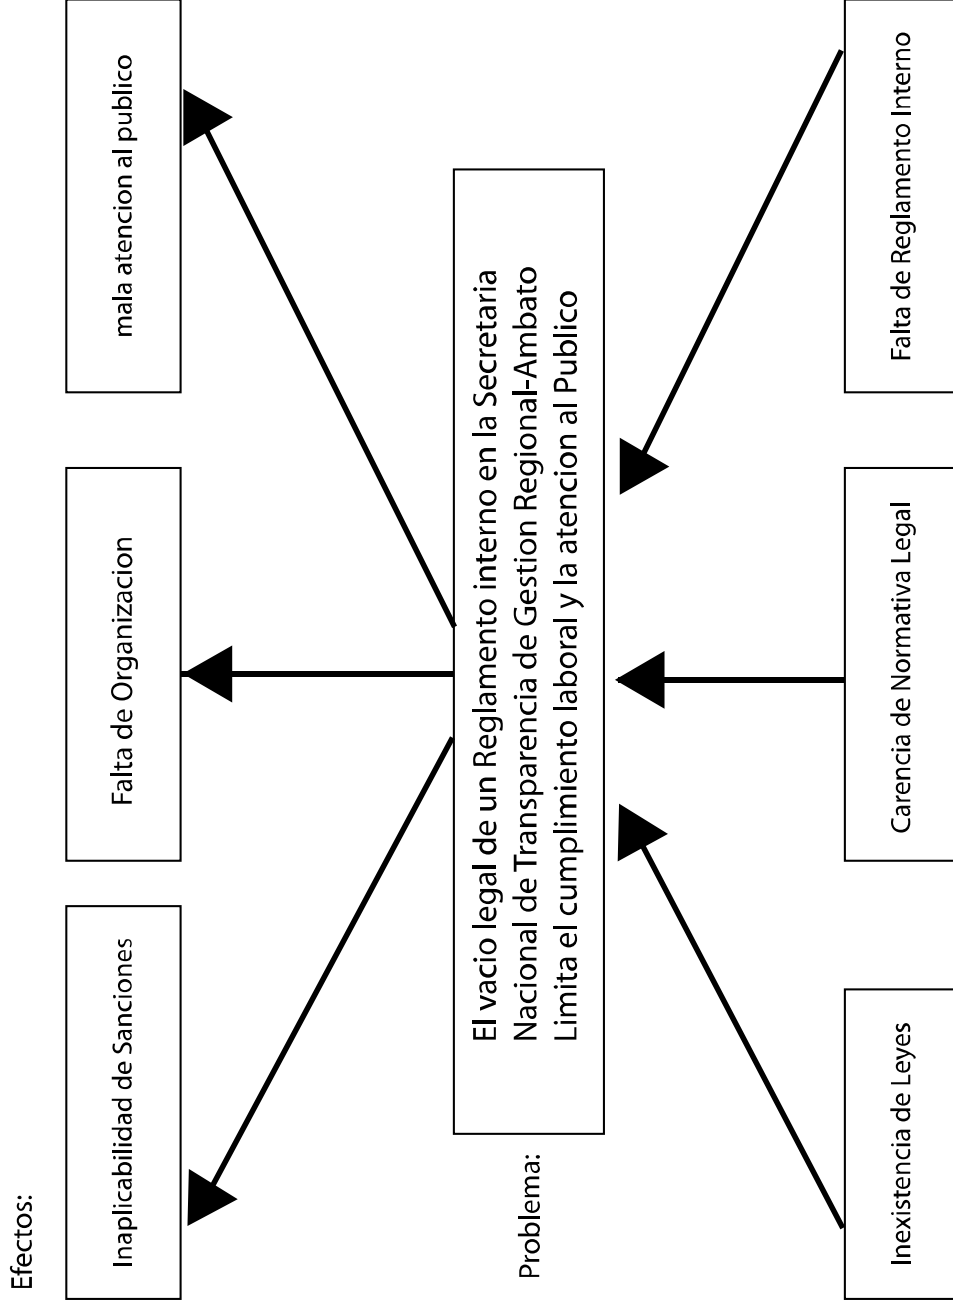 Efectos:
Inaplicabilidad de Sanciones
Falta de Organizacion
mala atencion al publico
Problema:
El vacio legal de un Reglamento interno en la Secretaria
Nacional de Transparencia de Gestion Regional-Ambato
Limita el cumplimiento laboral y la atencion al Publico
Inexistencia de Leyes
Carencia de Normativa Legal
Falta de Reglamento Interno